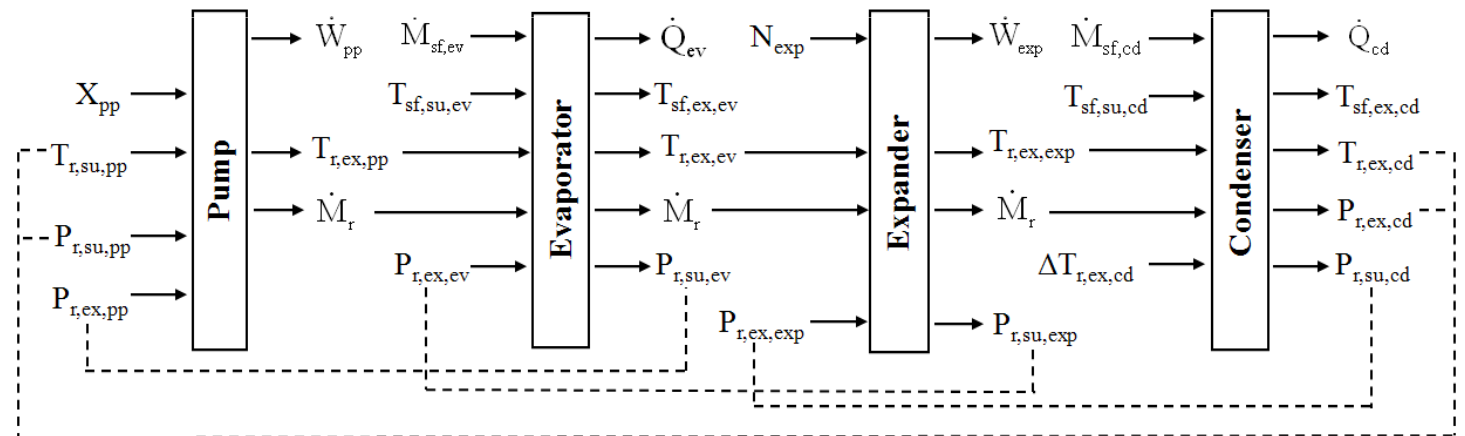 Ẇpp Ṁsf,ev Q̇ev Nexp Ẇexp Ṁsf,cd Q̇cd
Xpp Tsf,su,ev Tsf,ex,ev Tsf,su,cd Tsf,ex,cd
Tr,su,pp Tr,ex,pp Tr,ex,ev Tr,ex,exp Tr,ex,cd
Pump Evaporator Expander Condenser
Ṁr Ṁr Ṁr Pr,ex,cd
Pr,su,pp Pr,ex,ev Pr,su,ev ΔTr,ex,cd Pr,su,cd
Pr,ex,pp Pr,ex,exp Pr,su,exp